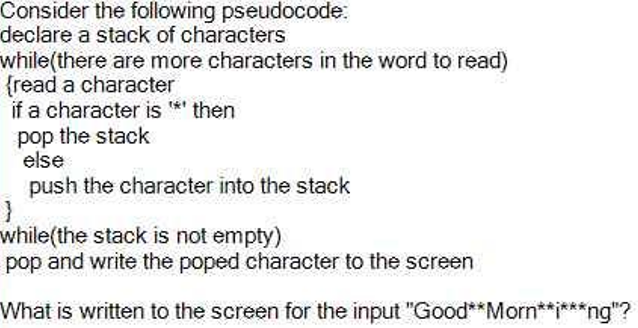 Consider the following pseudocode:
declare a stack of characters
while(there are more characters in the word to read)
{read a character
if a character is '*' then
pop the stack
else
push the character into the stack
}
while(the stack is not empty)
pop and write the poped character to the screen
What is written to the screen for the input "Good**Morn**i***ng"?